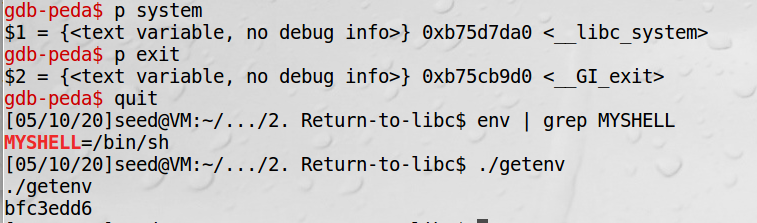 gdb-peda$ p system
$1 = {<text variable, no debug info>} 0xb75d7da0 <__libc_system>
gdb-peda$ p exit
$2 = {<text variable, no debug info>} 0xb75cb9d0 <__GI_exit>
gdb-peda$ quit
[05/10/20]seed@VM:~/.../2. Return-to-libc$ env | grep MYSHELL
MYSHELL=/bin/sh
[05/10/20]seed@VM:~/.../2. Return-to-libc$ ./getenv
./getenv
bfc3edd6